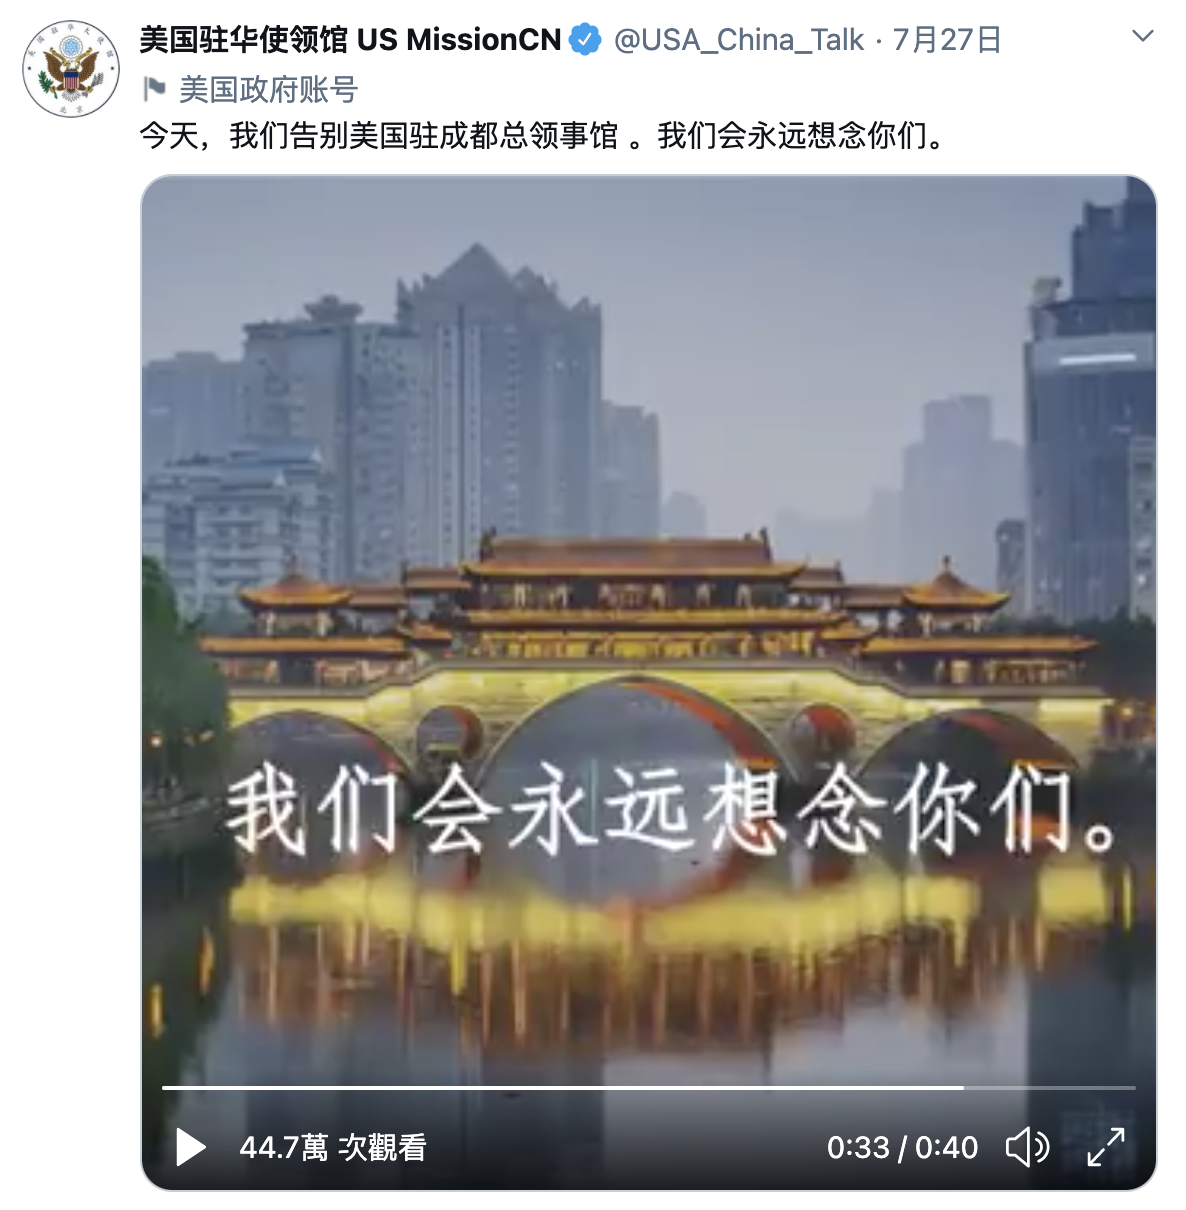 美国驻华使领馆 US MissionCN @USA_China_Talk · 7月27日
美国政府账号
今天，我们告别美国驻成都总领事馆 。我们会永远想念你们。
我们会永远想念你们。
44.7萬 次觀看 0:33 / 0:40